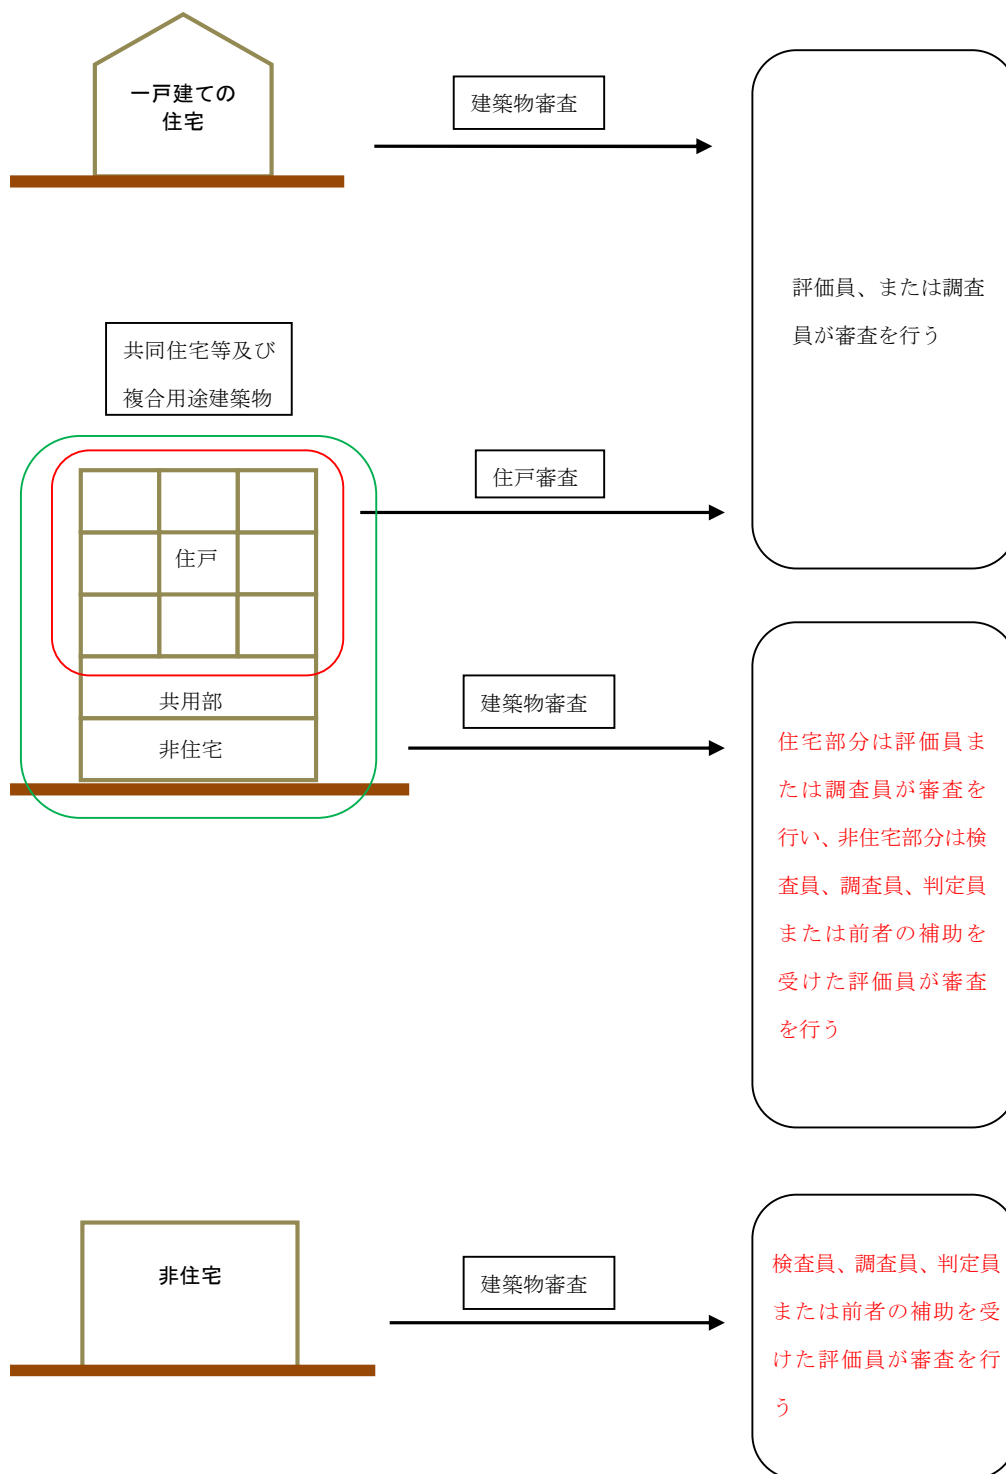 一戸建ての
住宅
建築物審査
評価員、または調査
員が審査を行う
共同住宅等及び
複合用途建築物
住戸審査
住戸
共用部
非住宅
建築物審査
住宅部分は評価員ま
たは調査員が審査を
行い、非住宅部分は検
査員、調査員、判定員
または前者の補助を
受けた評価員が審査
を行う
非住宅
建築物審査
検査員、調査員、判定員
または前者の補助を受
けた評価員が審査を行
う